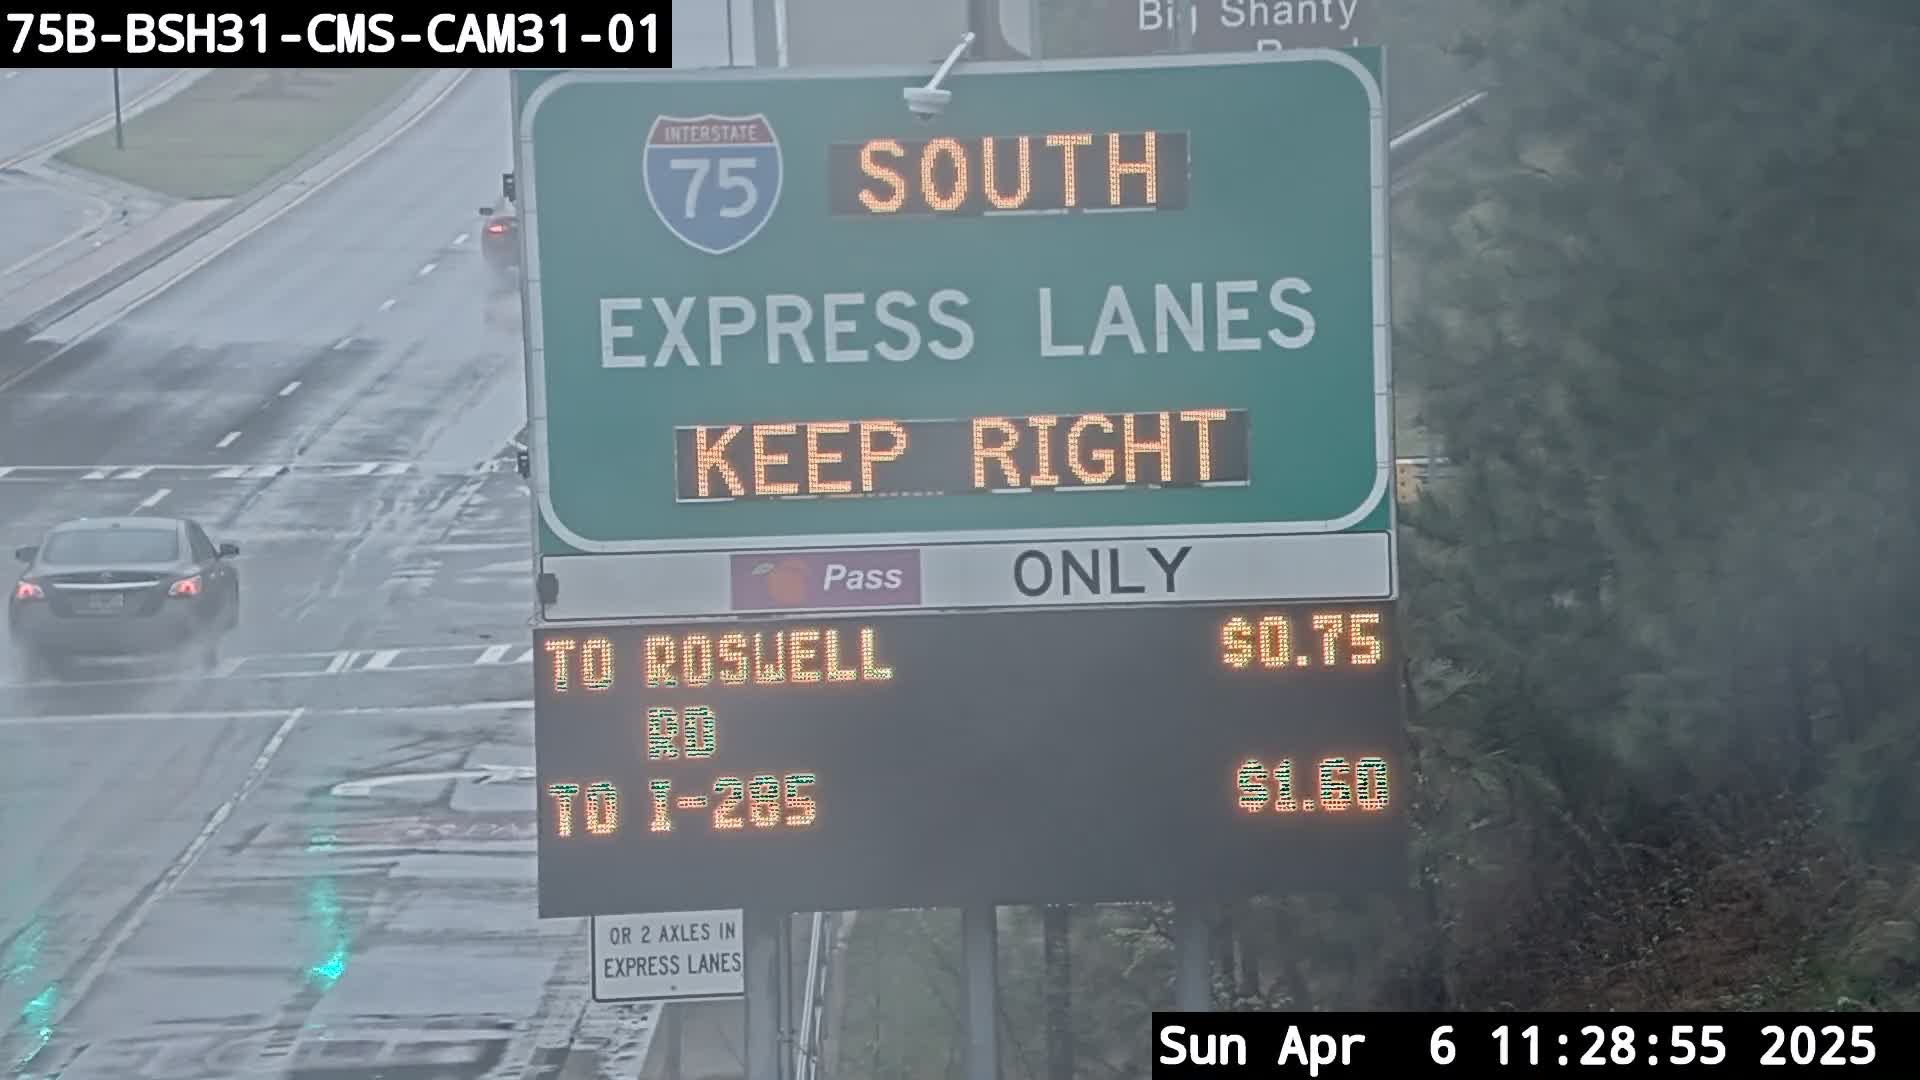 75B-BSH31-CMS-CAM31-01
Big Shanty
INTERSTATE
75
SOUTH
EXPRESS LANES
KEEP RIGHT
Pass
ONLY
TO ROSWELL $0.75
RD
TO I-285 $1.60
OR 2 AXLES IN
EXPRESS LANES
Sun Apr 6 11:28:55 2025